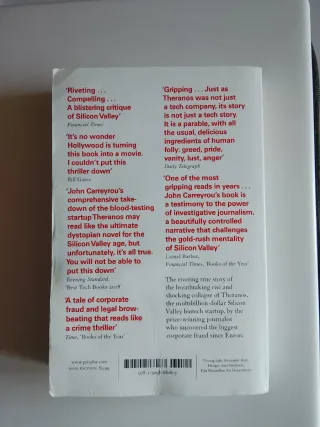 'Riveting . . .
Compelling . . .
A blistering critique
of Silicon Valley'
Financial Times
'It's no wonder
Hollywood is turning
this book into a movie.
I couldn't put this
thriller down'
Bill Gates
'John Carreyrou's
comprehensive take-
down of the blood-testing
startup Theranos may
read like the ultimate
dystopian novel for the
Silicon Valley age, but
unfortunately, it's all true.
You will not be able to
put this down'
Evening Standard,
'Best Tech Books 2018'
'A tale of corporate
fraud and legal brow-
beating that reads like
a crime thriller'
Time, 'Books of the Year'
'Gripping . . . Just as
Theranos was not just
a tech company, its story
is not just a tech story.
It is a parable, with all
the usual, delicious
ingredients of human
folly: greed, pride,
vanity, lust, anger'
Daily Telegraph
'One of the most
gripping reads in years . . .
John Carreyrou's book is
a testimony to the power
of investigative journalism,
a beautifully controlled
narrative that challenges
the gold-rush mentality
of Silicon Valley'
Lionel Barber,
Financial Times, 'Books of the Year'
The riveting true story of
the breathtaking rise and
shocking collapse of Theranos,
the multibillion-dollar Silicon
Valley biotech startup, by the
prize-winning journalist
who uncovered the biggest
corporate fraud since Enron.
www.picador.com
NON-FICTION